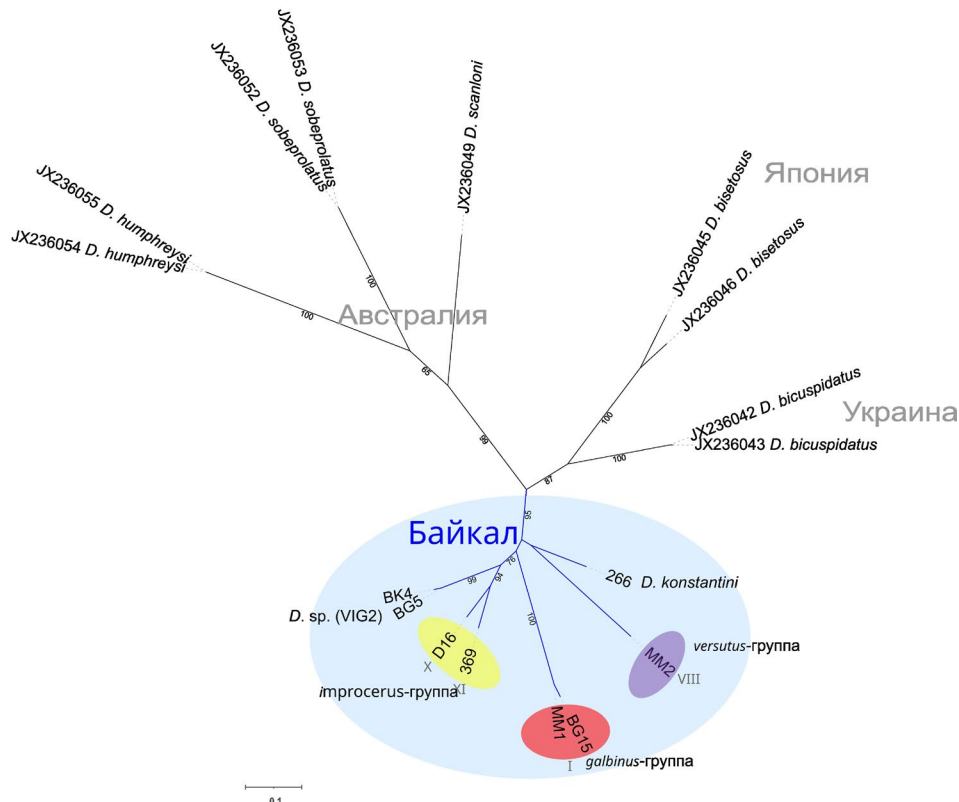 JX236053 D. sobeprolatus
JX236052 D. sobeprolatus
JX236049 D. scanloni
JX236055 D. humphreysi
JX236054 D. humphreysi
JX236045 D. bisetosus
JX236046 D. bisetosus
Япония
100
Австралия
100
65
99
100
JX236042 D. bicuspidatus
JX236043 D. bicuspidatus
Украина
100
87
95
Байкал
76
99
94
100
266 D. konstantini
BK4
BG5
D. sp. (VIG2)
D16
369
X
XI
improcerus-группа
MM2
versutus-группа
VIII
MM1
BG15
I
galbinus-группа
0.1